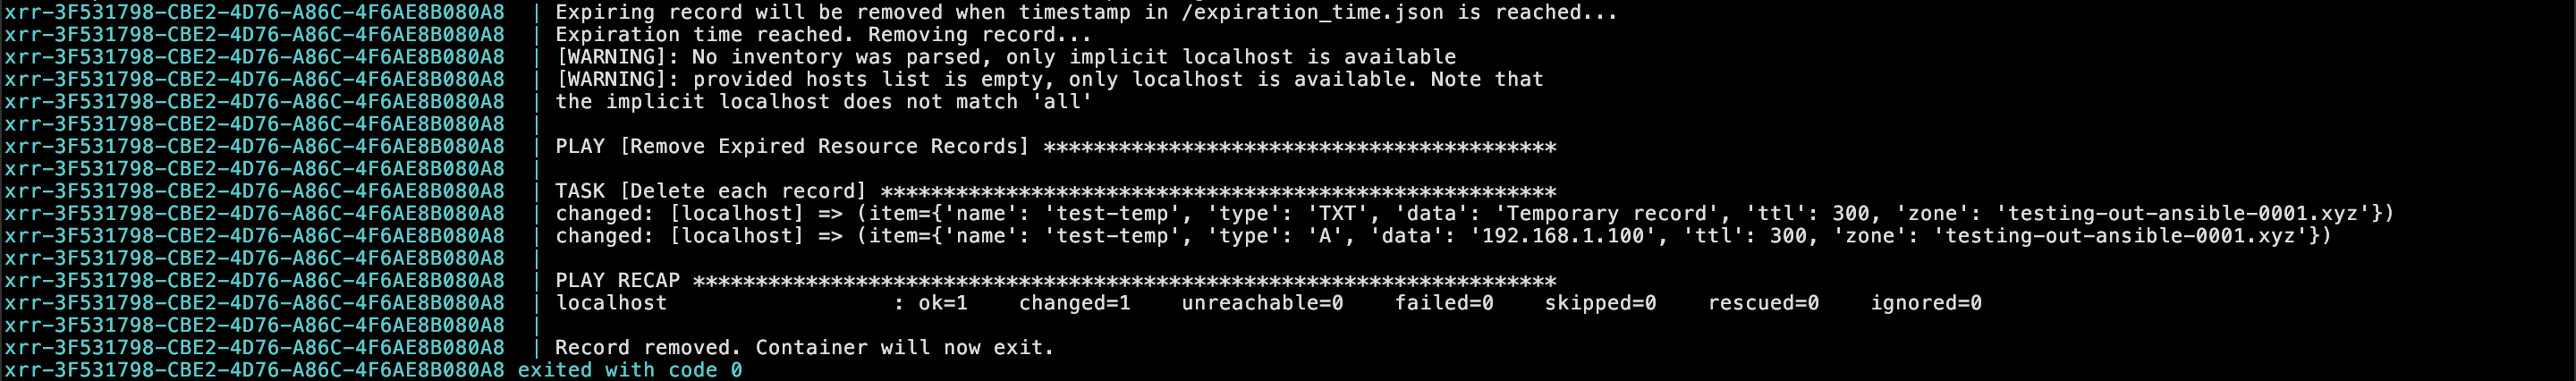 xrr-3F531798-CBE2-4D76-A86C-4F6AE8B080A8  | Expiring record will be removed when timestamp in /expiration_time.json is reached...
xrr-3F531798-CBE2-4D76-A86C-4F6AE8B080A8  | Expiration time reached. Removing record...
xrr-3F531798-CBE2-4D76-A86C-4F6AE8B080A8  | [WARNING]: No inventory was parsed, only implicit localhost is available
xrr-3F531798-CBE2-4D76-A86C-4F6AE8B080A8  | [WARNING]: provided hosts list is empty, only localhost is available. Note that
xrr-3F531798-CBE2-4D76-A86C-4F6AE8B080A8  | the implicit localhost does not match 'all'
xrr-3F531798-CBE2-4D76-A86C-4F6AE8B080A8  |
xrr-3F531798-CBE2-4D76-A86C-4F6AE8B080A8  | PLAY [Remove Expired Resource Records] *****************************************
xrr-3F531798-CBE2-4D76-A86C-4F6AE8B080A8  |
xrr-3F531798-CBE2-4D76-A86C-4F6AE8B080A8  | TASK [Delete each record] ******************************************************
xrr-3F531798-CBE2-4D76-A86C-4F6AE8B080A8  | changed: [localhost] => (item={'name': 'test-temp', 'type': 'TXT', 'data': 'Temporary record', 'ttl': 300, 'zone': 'testing-out-ansible-0001.xyz'})
xrr-3F531798-CBE2-4D76-A86C-4F6AE8B080A8  | changed: [localhost] => (item={'name': 'test-temp', 'type': 'A', 'data': '192.168.1.100', 'ttl': 300, 'zone': 'testing-out-ansible-0001.xyz'})
xrr-3F531798-CBE2-4D76-A86C-4F6AE8B080A8  |
xrr-3F531798-CBE2-4D76-A86C-4F6AE8B080A8  | PLAY RECAP *********************************************************************
xrr-3F531798-CBE2-4D76-A86C-4F6AE8B080A8  | localhost                  : ok=1    changed=1    unreachable=0    failed=0    skipped=0    rescued=0    ignored=0
xrr-3F531798-CBE2-4D76-A86C-4F6AE8B080A8  |
xrr-3F531798-CBE2-4D76-A86C-4F6AE8B080A8  | Record removed. Container will now exit.
xrr-3F531798-CBE2-4D76-A86C-4F6AE8B080A8 exited with code 0